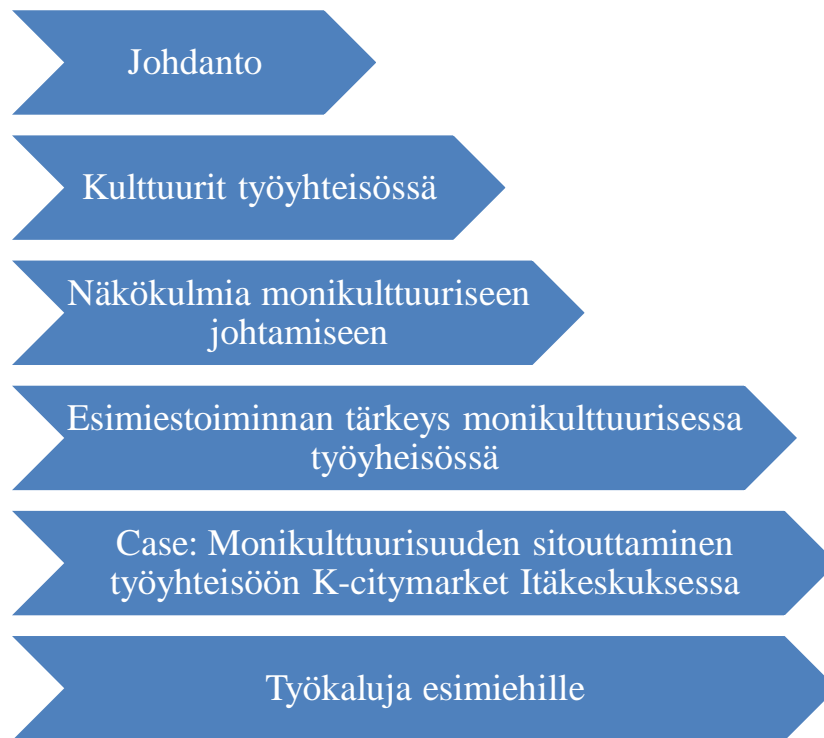 Johdanto
Kulttuurit työyhteisössä
Näkökulmia monikulttuuriseen
johtamiseen
Esimiestoiminnan tärkeys monikulttuurisessa
työyheisössä
Case: Monikulttuurisuuden sitouttaminen
työyhteisöön K-citymarket Itäkeskuksessa
Työkaluja esimiehille